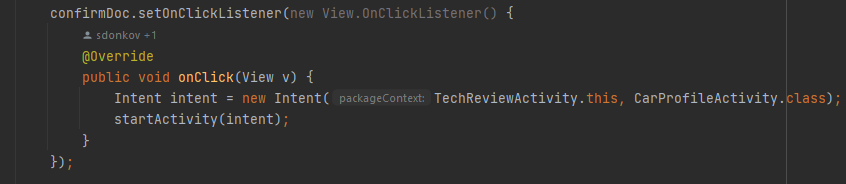 confirmDoc.setOnClickListener(new View.OnClickListener() {
sdonkov +1
@Override
public void onClick(View v) {
Intent intent = new Intent( packageContext: TechReviewActivity.this, CarProfileActivity.class);
startActivity(intent);
}
});